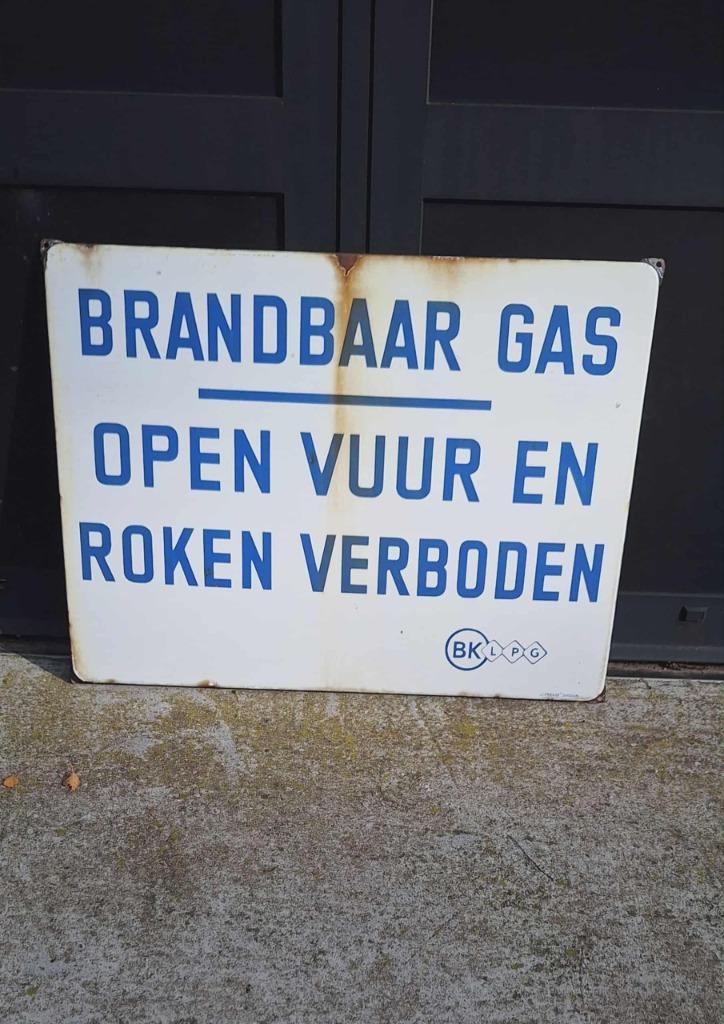 BRANDBAAR GAS
OPEN VUUR EN
ROKEN VERBODEN
BK LPG